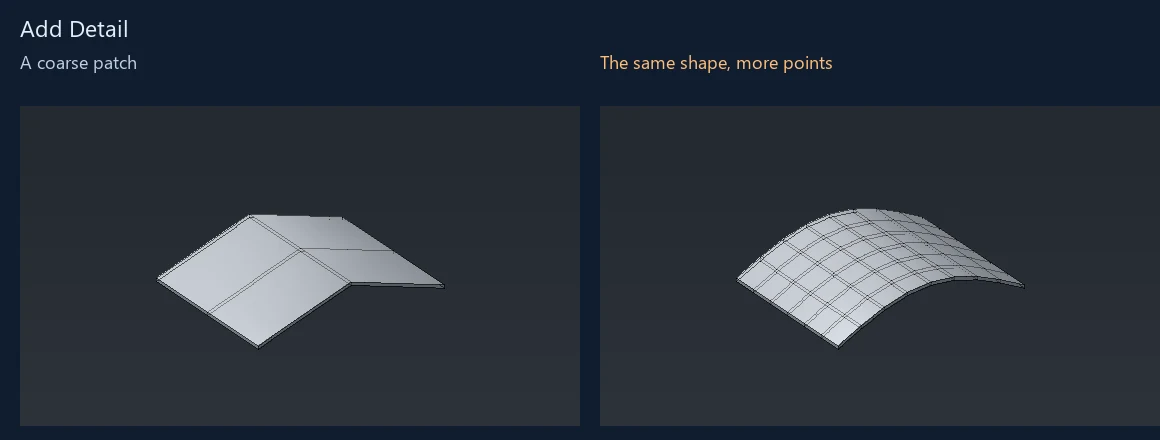 Add Detail
A coarse patch
The same shape, more points